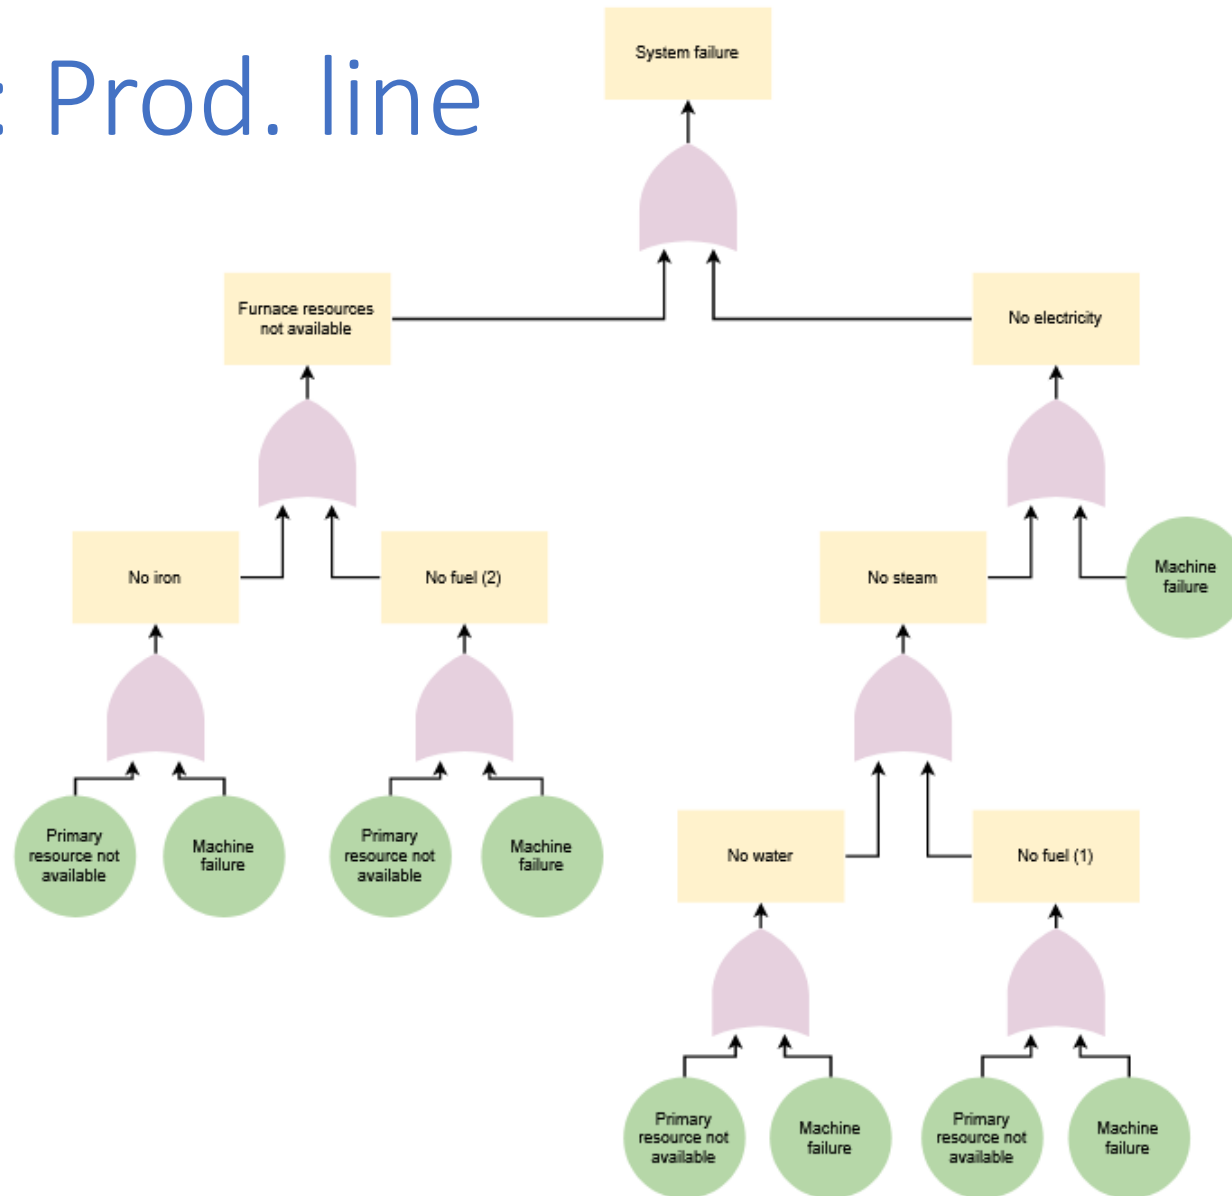 : Prod. line
System failure
Furnace resources
not available
No electricity
No iron
No fuel (2)
No steam
Machine
failure
Primary
resource not
available
Machine
failure
Primary
resource not
available
Machine
failure
No water
No fuel (1)
Primary
resource not
available
Machine
failure
Primary
resource not
available
Machine
failure